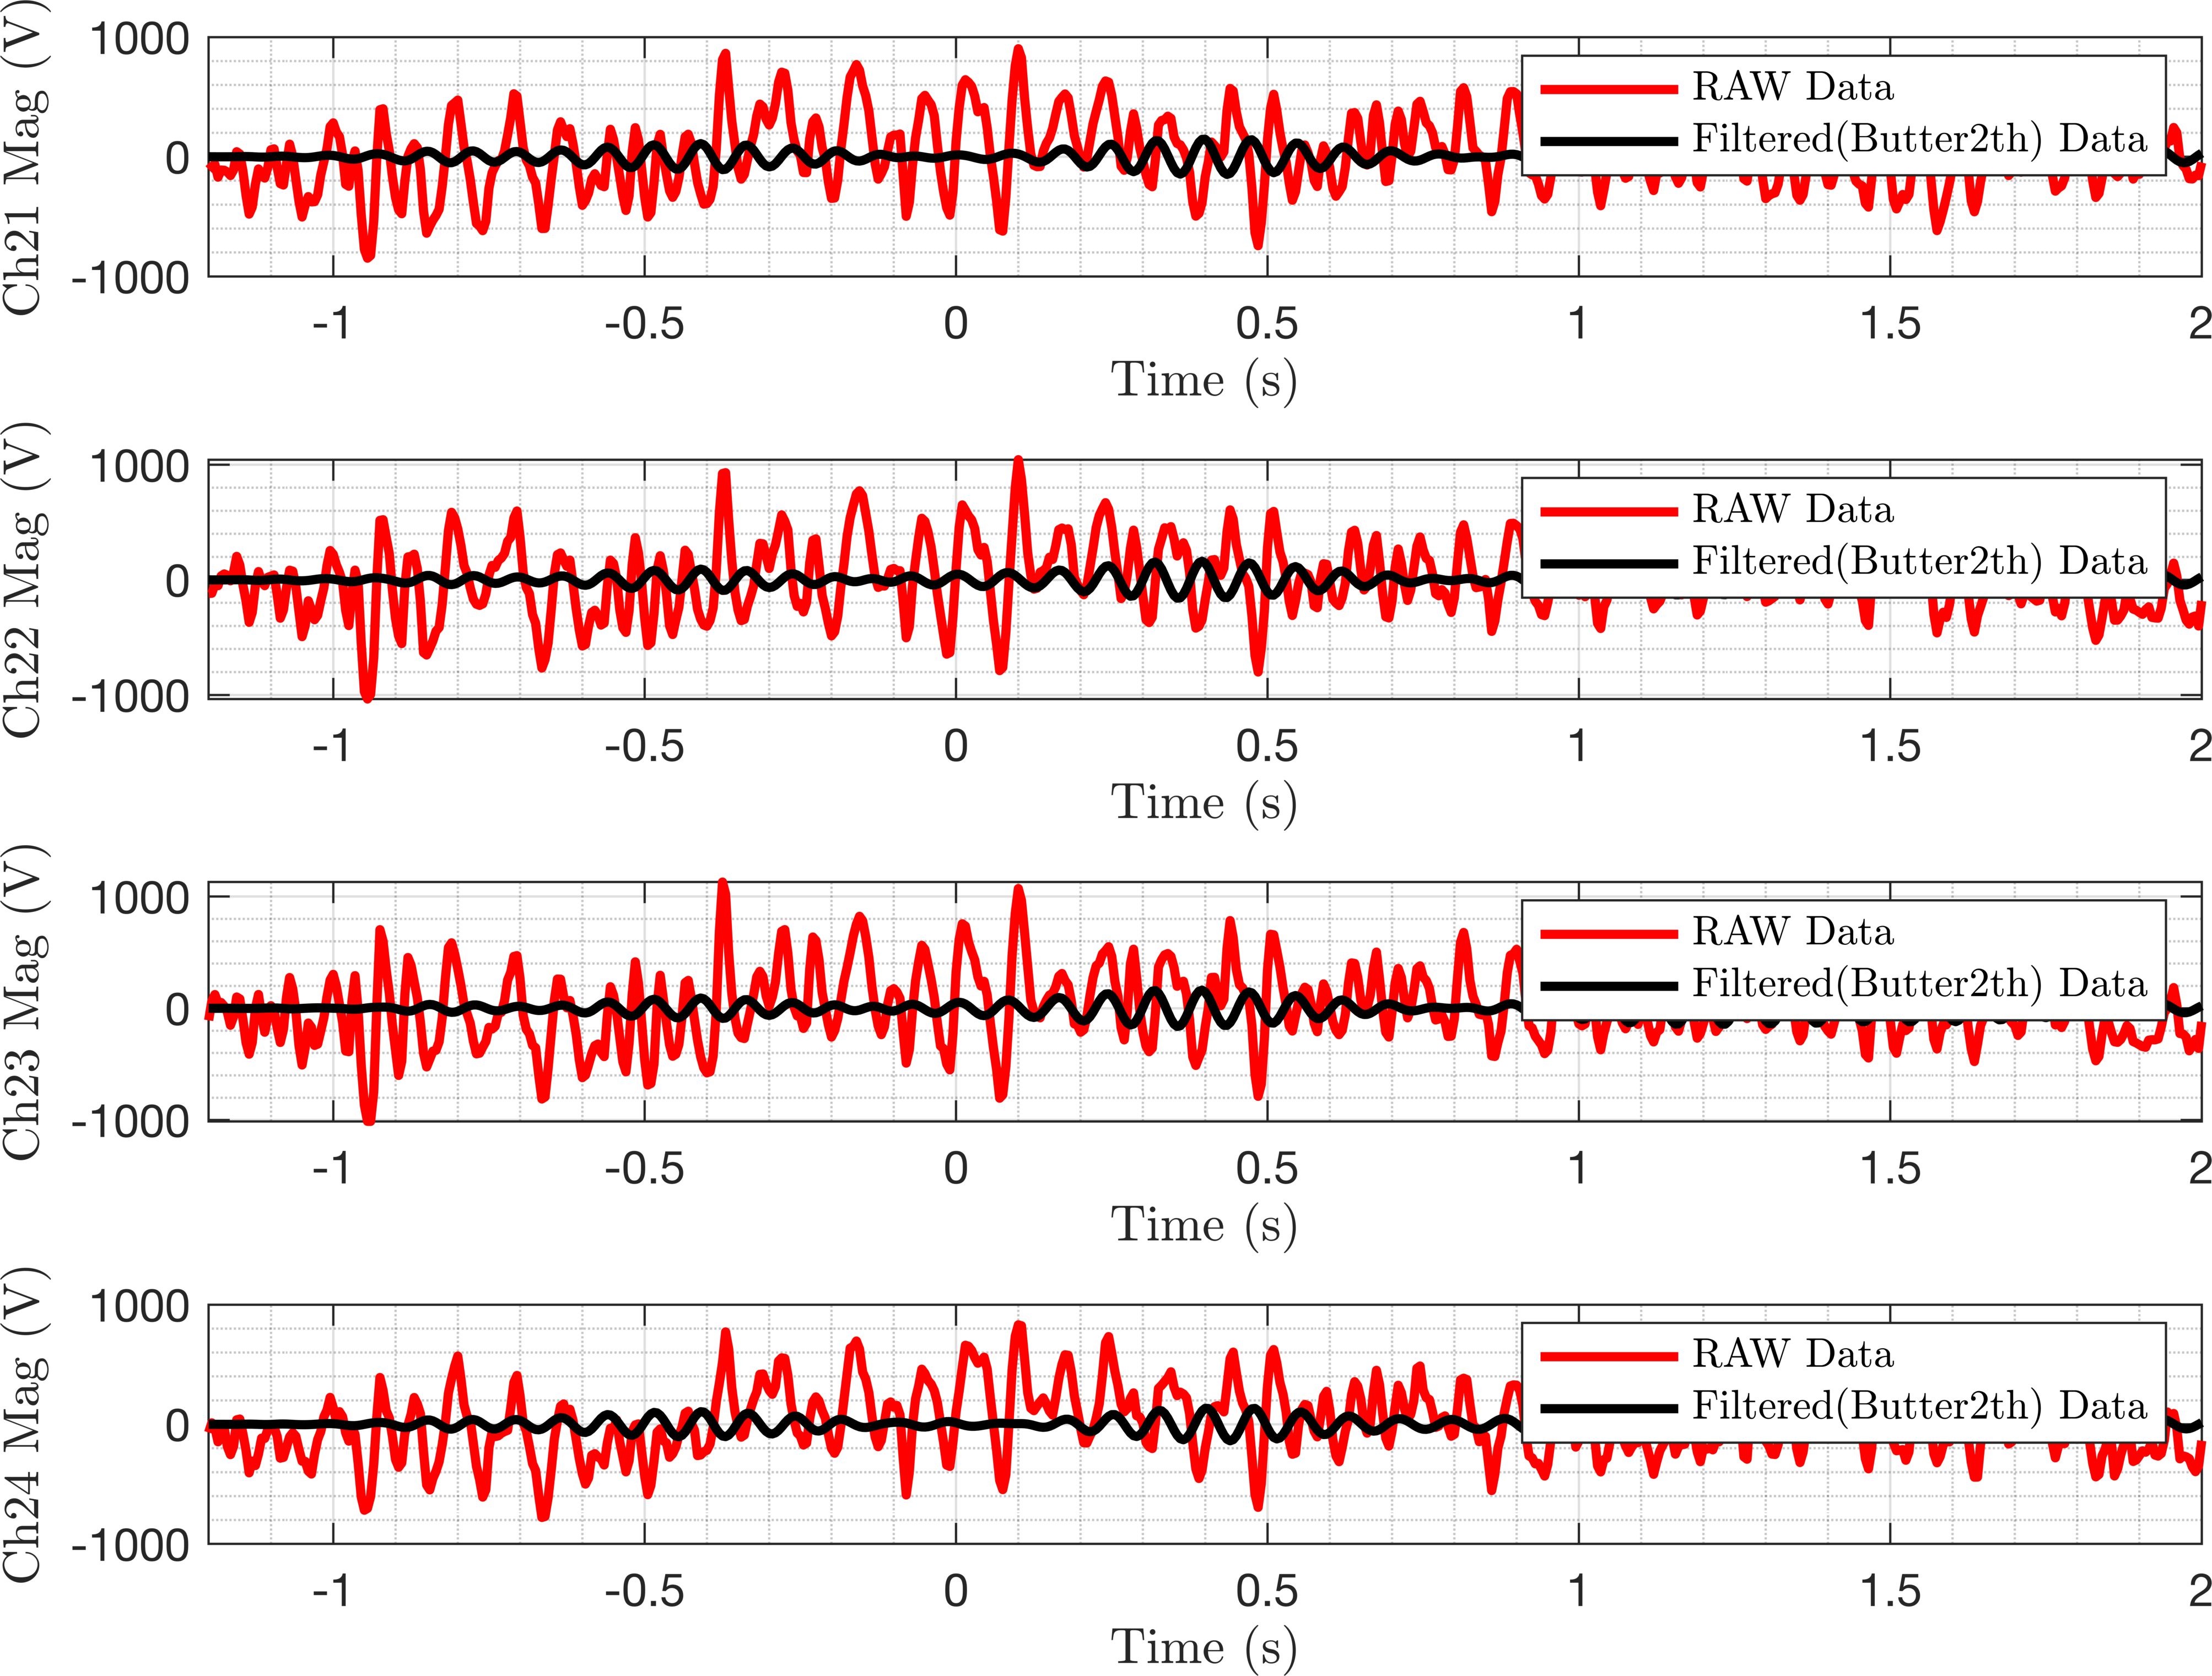 Ch21 Mag (V)
1000
0
-1000
-1 -0.5 0 0.5 1 1.5 2
Time (s)
RAW Data
Filtered(Butter2th) Data
Ch22 Mag (V)
1000
0
-1000
-1 -0.5 0 0.5 1 1.5 2
Time (s)
RAW Data
Filtered(Butter2th) Data
Ch23 Mag (V)
1000
0
-1000
-1 -0.5 0 0.5 1 1.5 2
Time (s)
RAW Data
Filtered(Butter2th) Data
Ch24 Mag (V)
1000
0
-1000
-1 -0.5 0 0.5 1 1.5 2
Time (s)
RAW Data
Filtered(Butter2th) Data